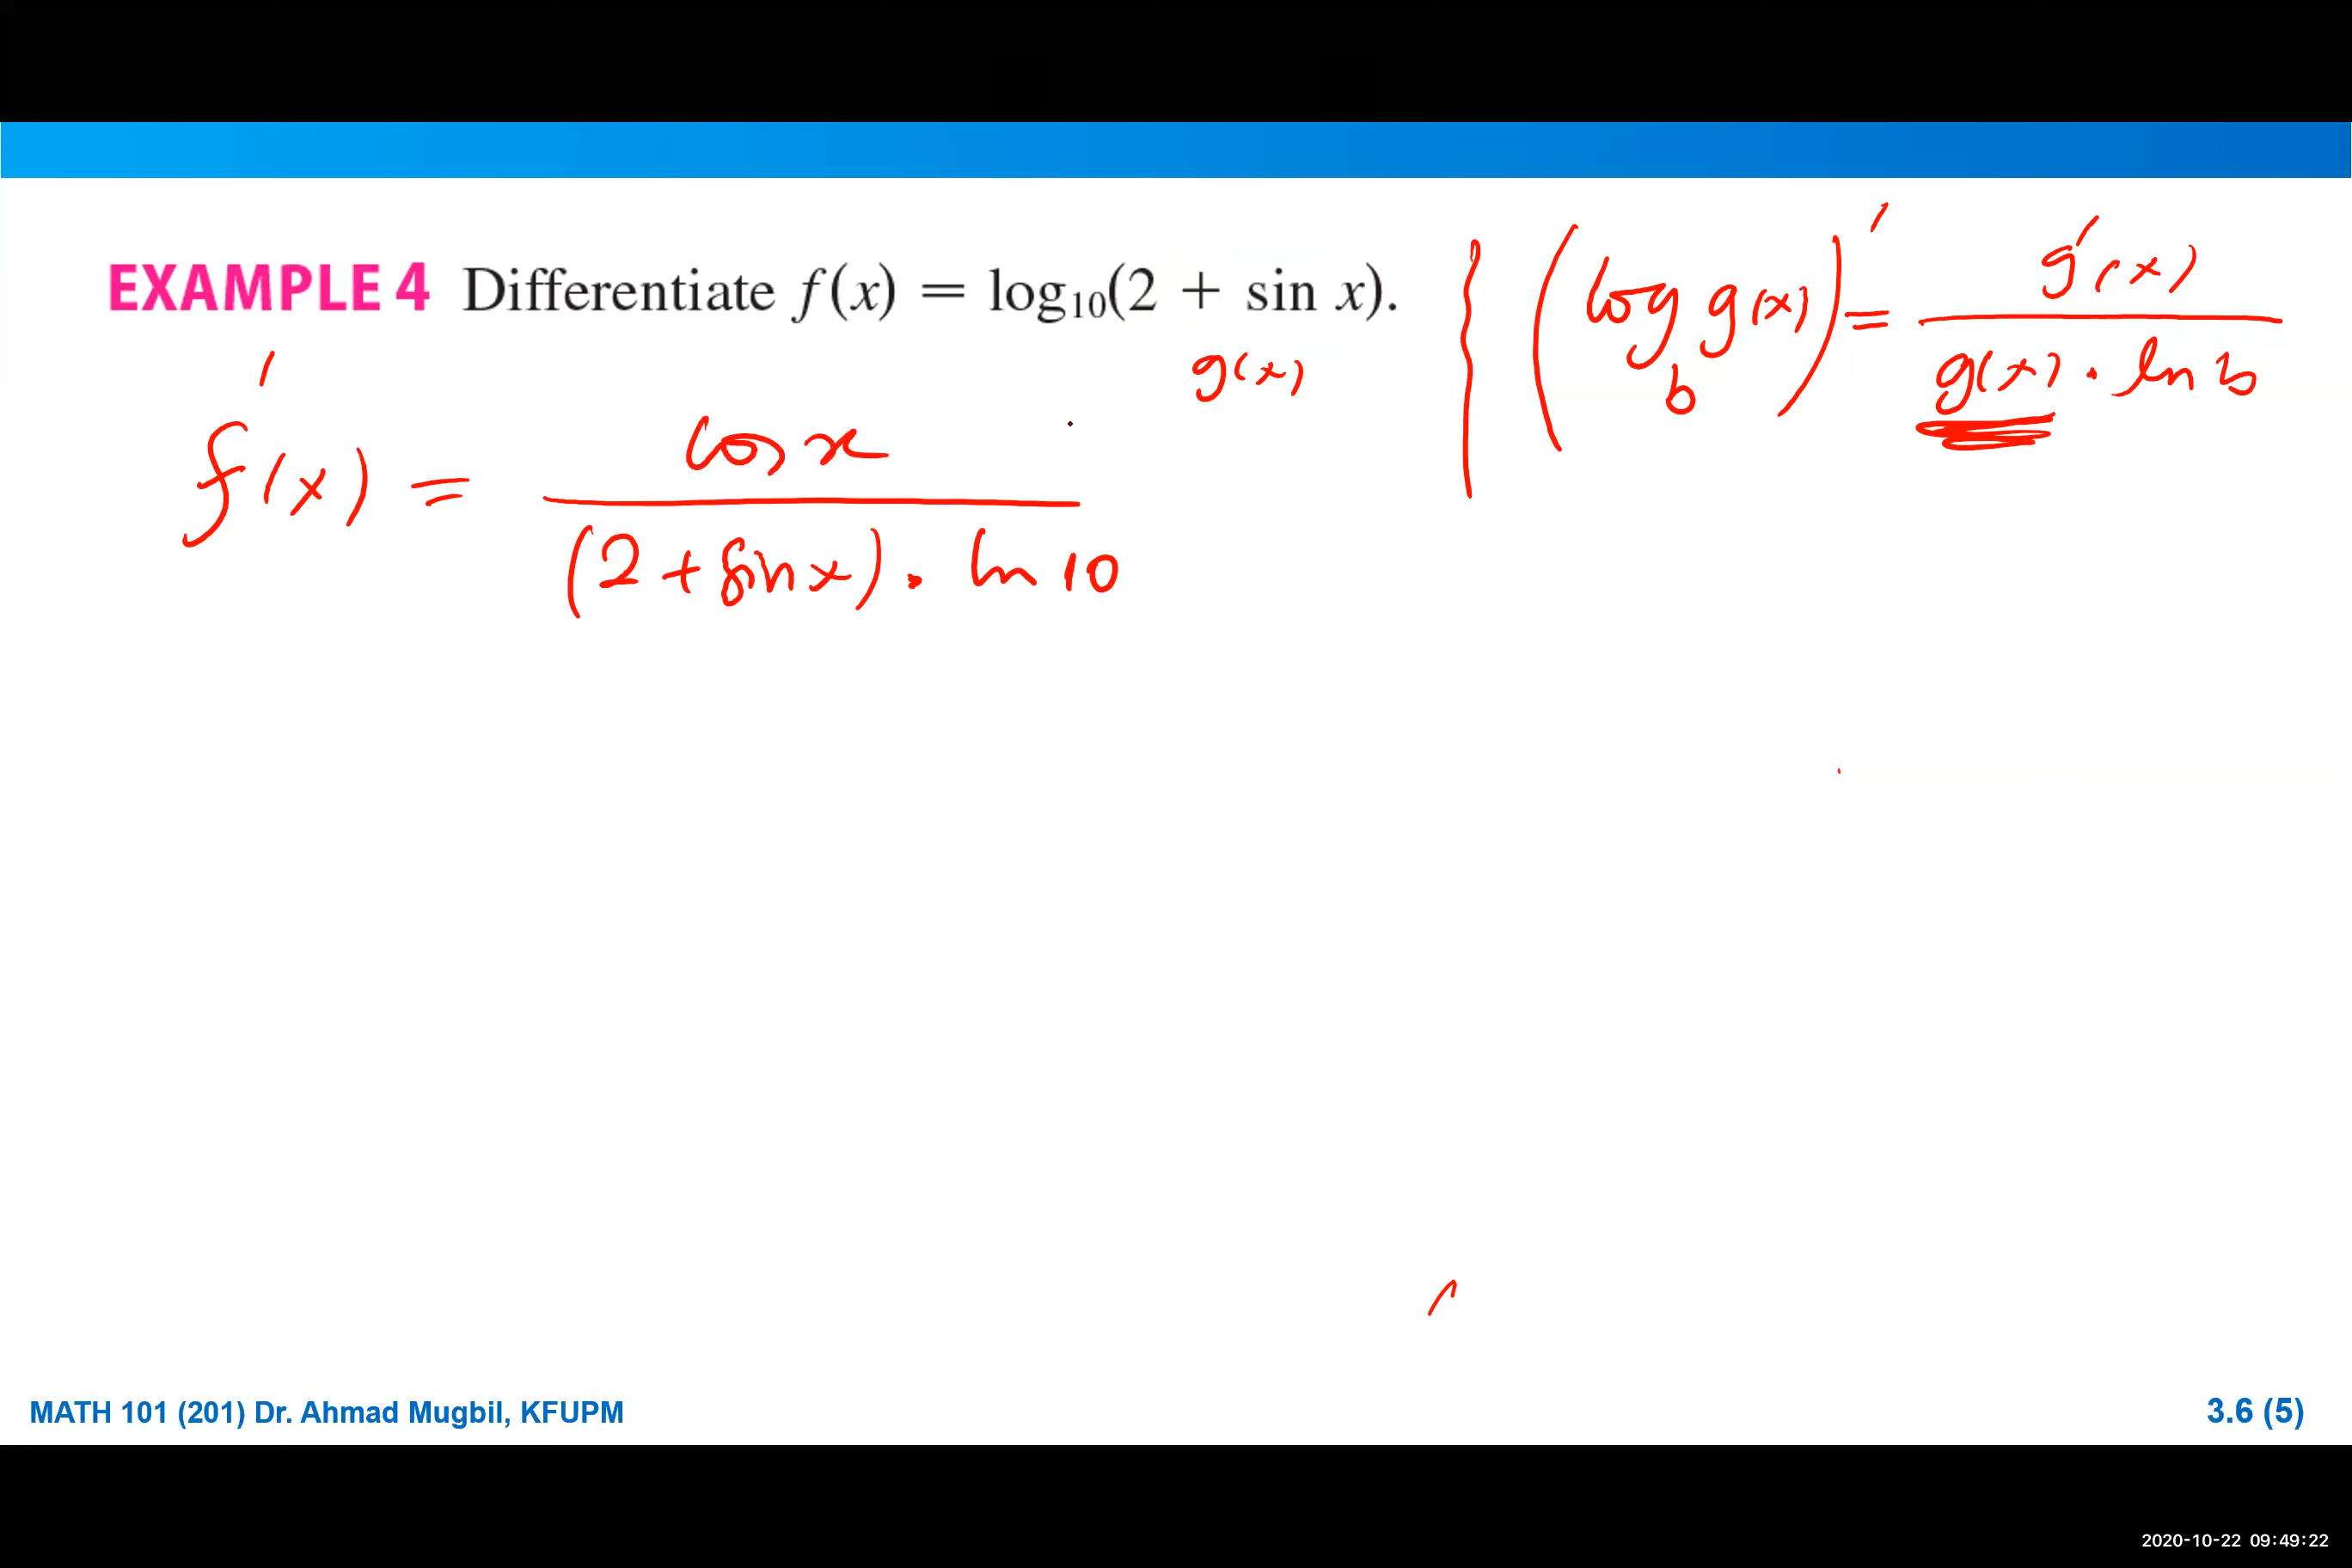 EXAMPLE 4 Differentiate f(x) = log₁₀(2 + sin x).
g(x)
(log_b g(x))' = g'(x) / (g(x) · ln b)
f'(x) = cos x / ((2 + sin x) · ln 10)
MATH 101 (201) Dr. Ahmad Mugbil, KFUPM
3.6 (5)
2020-10-22 09:49:22